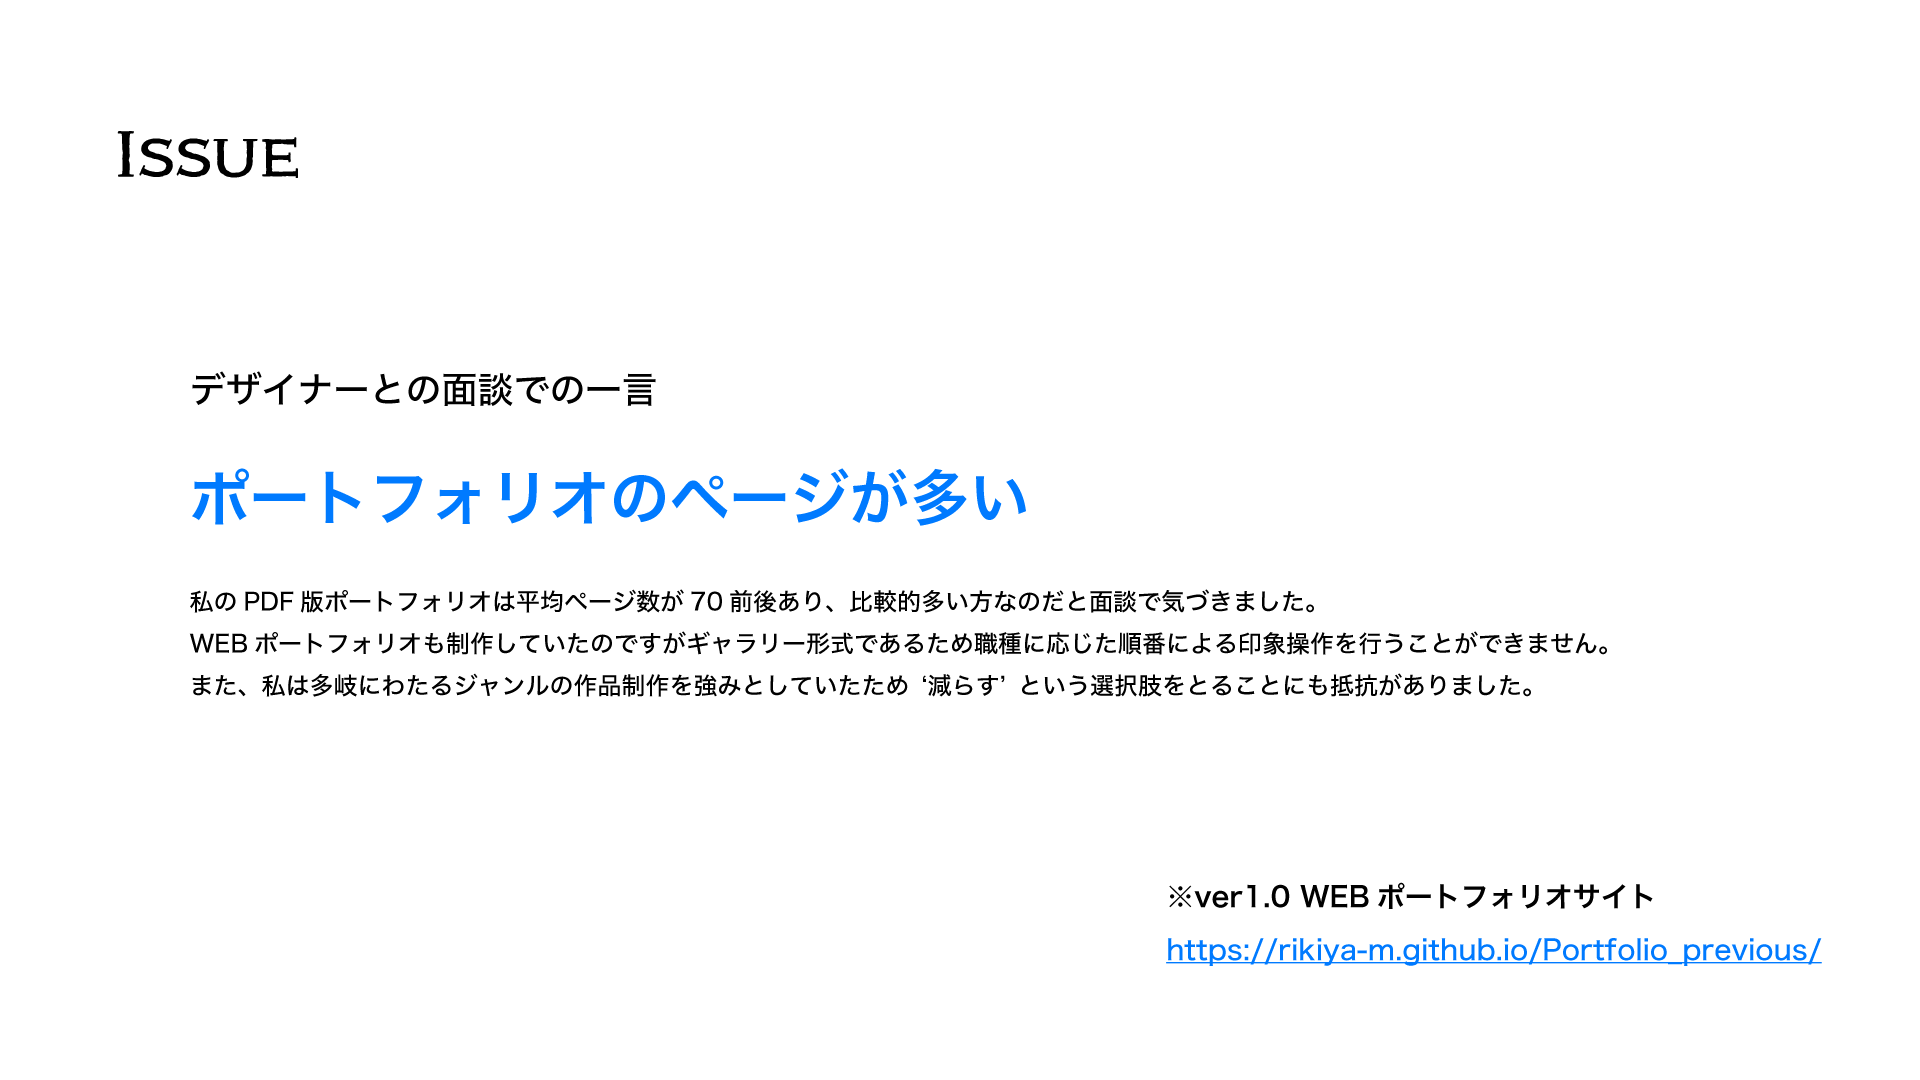 ISSUE
デザイナーとの面談での一言
ポートフォリオのページが多い
私の PDF 版ポートフォリオは平均ページ数が 70 前後あり、比較的多い方なのだと面談で気づきました。
WEB ポートフォリオも制作していたのですがギャラリー形式であるため職種に応じた順番による印象操作を行うことができません。
また、私は多岐にわたるジャンルの作品制作を強みとしていたため ‘減らす’ という選択肢をとることにも抵抗がありました。
※ver1.0 WEB ポートフォリオサイト
https://rikiya-m.github.io/Portfolio_previous/